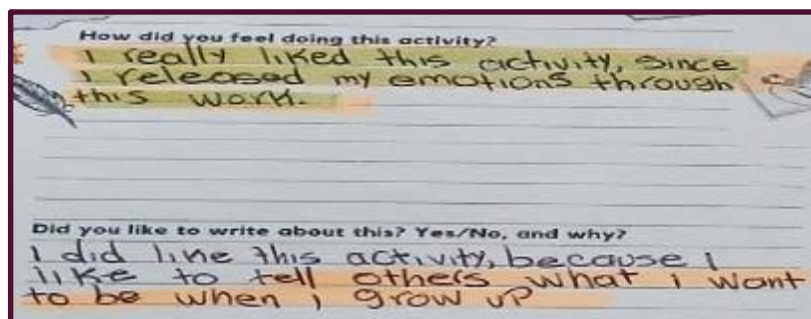 How did you feel doing this activity?
I really liked this activity, since
I released my emotions through
this work.
Did you like to write about this? Yes/No, and why?
I did like this activity, because I
like to tell others what i want
to be when i grow up